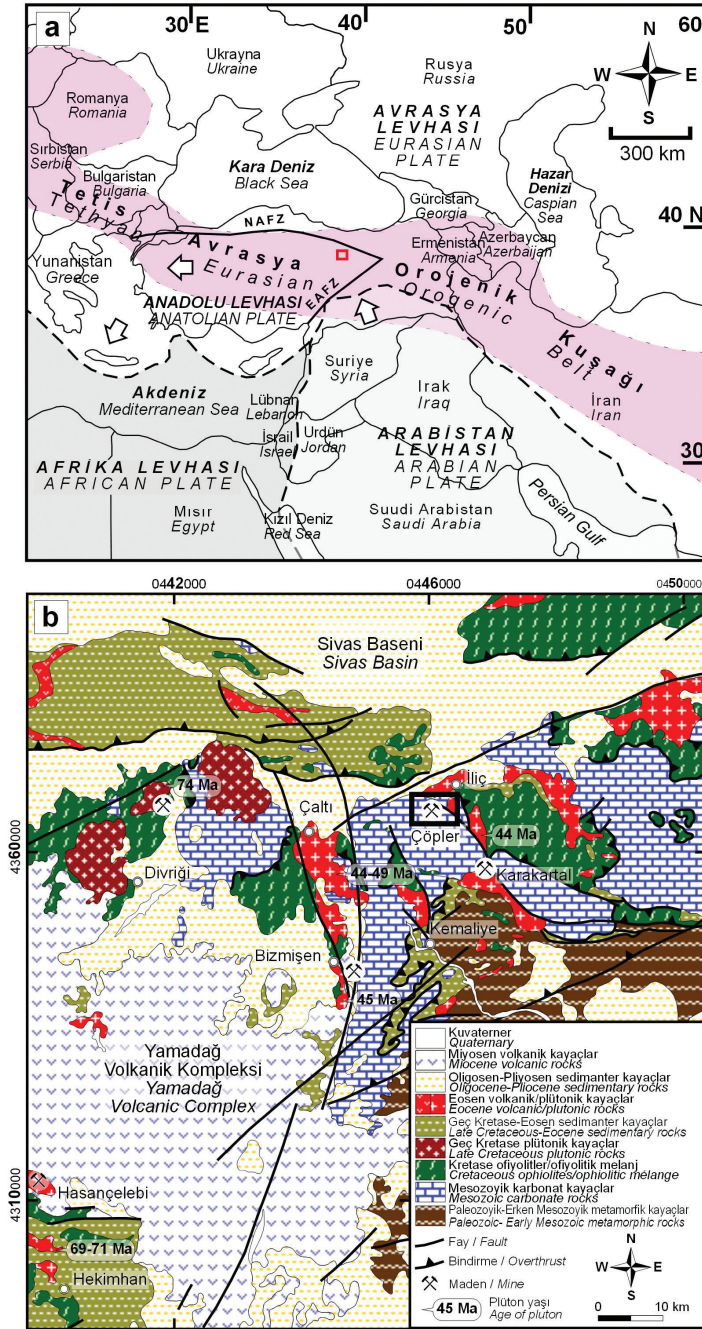 a
30 E
40
50
60
Ukrayna
Ukraine
Rusya
Russia
N
W
E
S
300 km
Romanya
Romania
AVRASYA
LEVHASI
EURASIAN
PLATE
Sırbistan
Serbia
Bulgaristan
Bulgaria
Kara Deniz
Black Sea
Hazar
Denizi
Caspian
Sea
Gürcistan
Georgia
40 N
Tetis
Tethyan
NAFZ
Ermenistan
Armenia
Azerbaycan
Azerbaijan
Yunanistan
Greece
Avrasya
Eurasian
Orojenik
Orogenic
EAFZ
ANADOLU LEVHASI
ANATOLIAN PLATE
Kuşağı
Belt
Suriye
Syria
Akdeniz
Mediterranean Sea
Lübnan
Lebanon
Irak
Iraq
İran
Iran
İsrail
Israel
Urdün
Jordan
ARABİSTAN
LEVHASI
ARABIAN
PLATE
30
AFRİKA LEVHASI
AFRICAN PLATE
Mısır
Egypt
Kızıl Deniz
Red Sea
Suudi Arabistan
Saudi Arabia
Persian Gulf
b
0442000
0446000
0450000
Sivas Baseni
Sivas Basin
74 Ma
Çaltı
İliç
Çöpler
44 Ma
4360000
Divriği
44-49 Ma
Karakartal
Kemaliye
Bizmişen
45 Ma
Yamadağ
Volkanik Kompleksi
Yamadağ
Volcanic Complex
4310000
Hasançelebi
69-71 Ma
Hekimhan
Kuvaterner
Quaternary
Miyosen volkanik kayaçlar
Miocene volcanic rocks
Oligosen-Pliyosen sedimanter kayaçlar
Oligocene-Pliocene sedimentary rocks
Eosen volkanik/plütonik kayaçlar
Eocene volcanic/plutonic rocks
Geç Kretase-Eosen sedimanter kayaçlar
Late Cretaceous-Eocene sedimentary rocks
Geç Kretase plütonik kayaçlar
Late Cretaceous plutonic rocks
Kretase ofiyolitler/ofiyolitik melanj
Cretaceous ophiolites/ophiolitic mélange
Mesozoyik karbonat kayaçlar
Mesozoic carbonate rocks
Paleozoyik-Erken Mesozoyik metamorfik kayaçlar
Paleozoic- Early Mesozoic metamorphic rocks
Fay / Fault
Bindirme / Overthrust
Maden / Mine
45 Ma
Plüton yaşı
Age of pluton
N
W
E
S
0
10 km